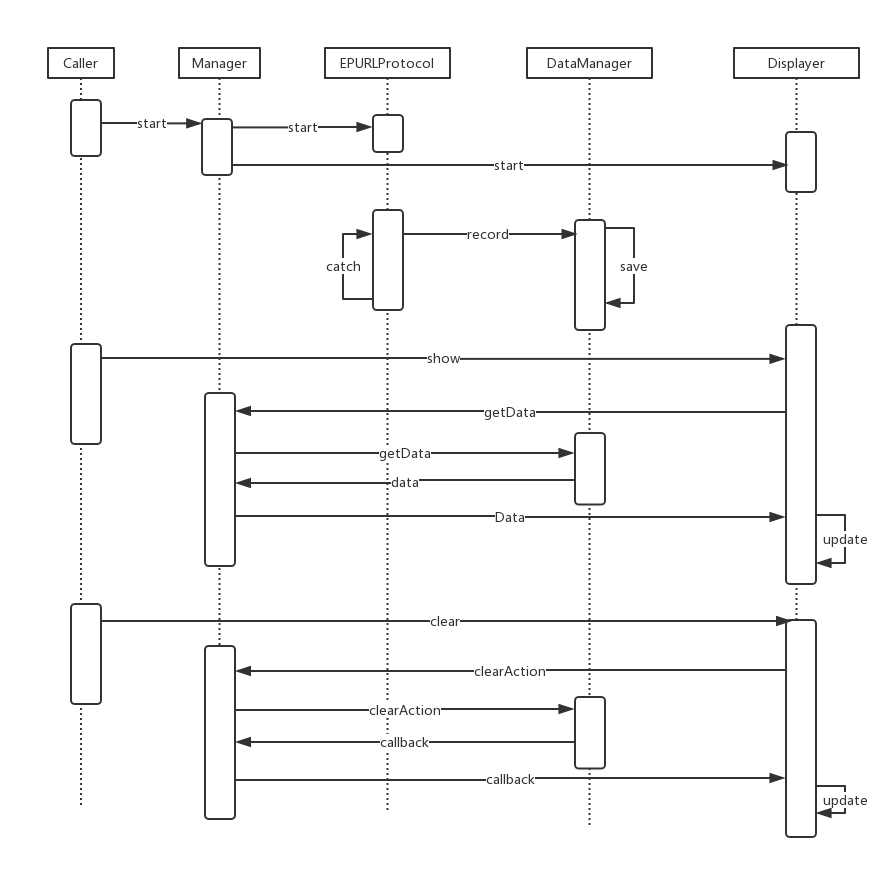 Caller
Manager
EPURLProtocol
DataManager
Displayer
start
start
start
record
catch
save
show
getData
getData
data
Data
update
clear
clearAction
clearAction
callback
callback
update